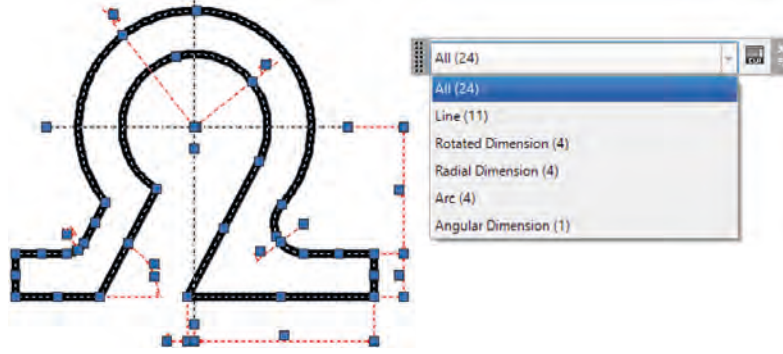 All (24)
All (24)
Line (11)
Rotated Dimension (4)
Radial Dimension (4)
Arc (4)
Angular Dimension (1)